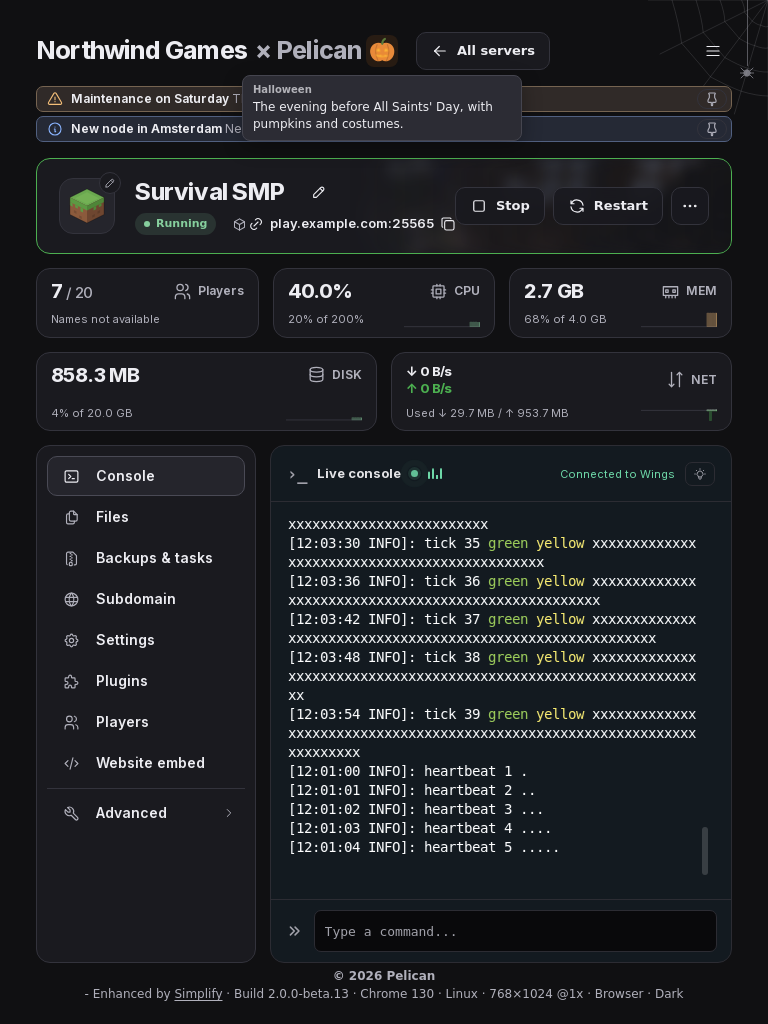 Northwind Games × Pelican
All servers
Maintenance on Saturday T
Halloween
The evening before All Saints' Day, with
pumpkins and costumes.
New node in Amsterdam Ne
Survival SMP
Running
play.example.com:25565
Stop
Restart
7 / 20
Players
Names not available
40.0%
CPU
20% of 200%
2.7 GB
MEM
68% of 4.0 GB
858.3 MB
DISK
4% of 20.0 GB
↓ 0 B/s
↑ 0 B/s
NET
Used ↓ 29.7 MB / ↑ 953.7 MB
Console
Files
Backups & tasks
Subdomain
Settings
Plugins
Players
Website embed
Advanced
Live console
Connected to Wings
xxxxxxxxxxxxxxxxxxxxxxxxx
[12:03:30 INFO]: tick 35 green yellow xxxxxxxxxxxxx
xxxxxxxxxxxxxxxxxxxxxxxxxxxxxxxx
[12:03:36 INFO]: tick 36 green yellow xxxxxxxxxxxxx
xxxxxxxxxxxxxxxxxxxxxxxxxxxxxxxxxxxxxxx
[12:03:42 INFO]: tick 37 green yellow xxxxxxxxxxxxx
xxxxxxxxxxxxxxxxxxxxxxxxxxxxxxxxxxxxxxxxxxxxxx
[12:03:48 INFO]: tick 38 green yellow xxxxxxxxxxxxx
xxxxxxxxxxxxxxxxxxxxxxxxxxxxxxxxxxxxxxxxxxxxxxxxxxx
xx
[12:03:54 INFO]: tick 39 green yellow xxxxxxxxxxxxx
xxxxxxxxxxxxxxxxxxxxxxxxxxxxxxxxxxxxxxxxxxxxxxxxxxx
xxxxxxxxx
[12:01:00 INFO]: heartbeat 1 .
[12:01:01 INFO]: heartbeat 2 ..
[12:01:02 INFO]: heartbeat 3 ...
[12:01:03 INFO]: heartbeat 4 ....
[12:01:04 INFO]: heartbeat 5 .....
Type a command...
© 2026 Pelican
- Enhanced by Simplify · Build 2.0.0-beta.13 · Chrome 130 · Linux · 768×1024 @1x · Browser · Dark